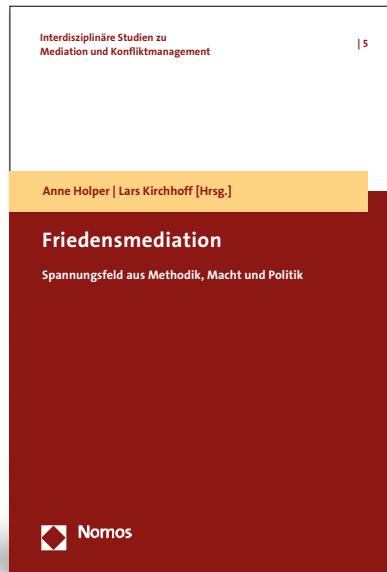 Interdisziplinäre Studien zu
Mediation und Konfliktmanagement
| 5
Anne Holper | Lars Kirchhoff [Hrsg.]
Friedensmediation
Spannungsfeld aus Methodik, Macht und Politik
Nomos